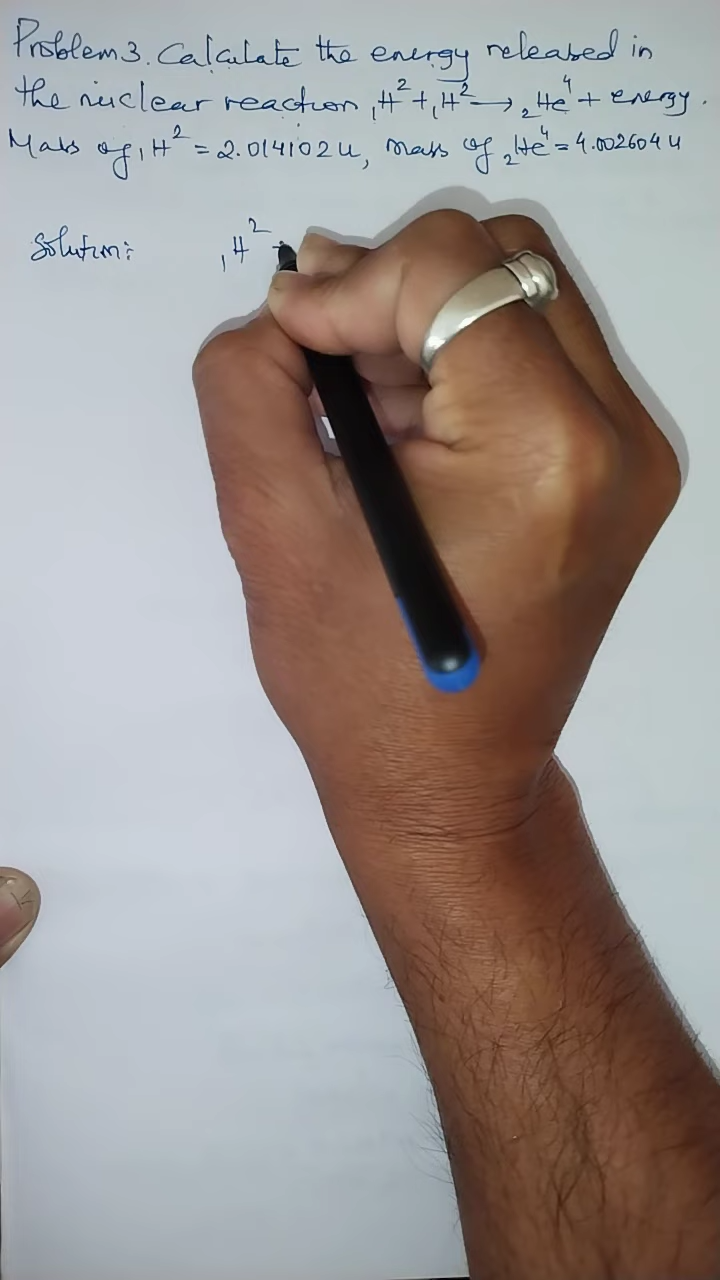 Problem 3. Calculate the energy released in
the nuclear reaction ₁H² + ₁H² → ₂He⁴ + energy.
Mass of ₁H² = 2.014102 u, mass of ₂He⁴ = 4.002604 u
Solution: ₁H² +